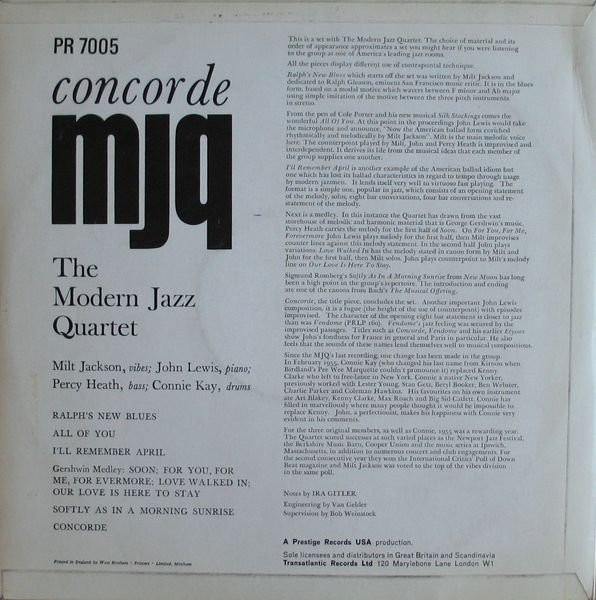 PR 7005
concorde
mjq
The
Modern Jazz
Quartet
Milt Jackson, vibes; John Lewis, piano;
Percy Heath, bass; Connie Kay, drums
RALPH'S NEW BLUES
ALL OF YOU
I'LL REMEMBER APRIL
Gershwin Medley: SOON; FOR YOU, FOR
ME, FOR EVERMORE; LOVE WALKED IN;
OUR LOVE IS HERE TO STAY
SOFTLY AS IN A MORNING SUNRISE
CONCORDE
This is a set with The Modern Jazz Quartet. The choice of material and its
order of appearance approximates a set you might hear if you were listening
to the group at one of America's leading jazz rooms.
All the pieces display different use of contrapuntal technique.
Ralph's New Blues which starts off the set was written by Milt Jackson and
dedicated to Ralph Gleason, eminent San Francisco music critic. It is in the blues
form, based on a modal motive which wavers between F minor and Ab major
using simple imitation of the motive between the three pitch instruments
in stretto.
From the pen of Cole Porter and his new musical Silk Stockings comes the
wonderful All Of You. At this point in the proceedings John Lewis would take
the microphone and announce, "Now the American ballad form enriched
rhythmically and melodically by Milt Jackson". Milt is the main melodic voice
here. The counterpoint played by Milt, John and Percy Heath is improvised and
interdependent. It derives its life from the musical ideas that each member of
the group supplies one another.
I'll Remember April is another example of the American ballad idiom but
one which has lost its ballad characteristics in regard to tempo through usage
by modern jazzmen. It lends itself very well to virtuoso fast playing. The
format is a simple one, popular in jazz, which consists of an opening statement
of the melody, solos, eight bar conversations, four bar conversations and re-
statement of the melody.
Next is a medley. In this instance the Quartet has drawn from the vast
storehouse of melodic and harmonic material that is George Gershwin's music.
Percy Heath carries the melody for the first half of Soon. On For You, For Me,
Forevermore John Lewis plays melody for the first half, then Milt improvises
counter lines against this melody statement. In the second half John plays
variations. Love Walked In has the melody stated in canon form by Milt and
John for the first half, then Milt solos. John plays counterpoint to Milt's melody
line on Our Love Is Here To Stay.
Sigmund Romberg's Softly As In A Morning Sunrise from New Moon has long
been a high point in the group's repertoire. The introduction and ending
are one of the canons from Bach's The Musical Offering.
Concorde, the title piece, concludes the set. Another important John Lewis
composition, it is a fugue (the height of the use of counterpoint) with episodes
improvised. The character of the opening eight bar statement is closer to jazz
than was Vendome (PRLP 160). Vendome's jazz feeling was secured by the
improvised passages. Titles such as Concorde, Vendome and his earlier Elysees
show John's fondness for France in general and Paris in particular. He also
feels that the sounds of these names lend themselves well to musical compositions.
Since the MJQ's last recording, one change has been made in the group.
In February 1955, Connie Kay (who changed his last name from Kirnon when
Birdland's Pee Wee Marquette couldn't pronounce it) replaced Kenny
Clarke who left to free-lance in New York. Connie a native New Yorker,
previously worked with Lester Young, Stan Getz, Beryl Booker, Ben Webster,
Charlie Parker and Coleman Hawkins. His favourites on his own instrument
are Art Blakey, Kenny Clarke, Max Roach and Big Sid Catlett. Connie has
filled in marvellously where many people thought it would be impossible to
replace Kenny. John, a perfectionist, makes his happiness with Connie very
evident in his comments.
For the three original members, as well as Connie, 1955 was a rewarding year.
The Quartet scored successes at such varied places as the Newport Jazz Festival,
the Berkshire Music Barn, Cooper Union and the music series at Ipswich,
Massachusetts, in addition to numerous concert and club engagements. For
the second consecutive year they won the International Critics' Poll of Down
Beat magazine and Milt Jackson was voted to the top of the vibes division
in the same poll.
Notes by IRA GITLER
Engineering by Van Gelder
Supervision by Bob Weinstock
A Prestige Records USA production.
Sole licensees and distributors in Great Britain and Scandinavia
Transatlantic Records Ltd 120 Marylebone Lane London W1
Printed in England by
Limited,